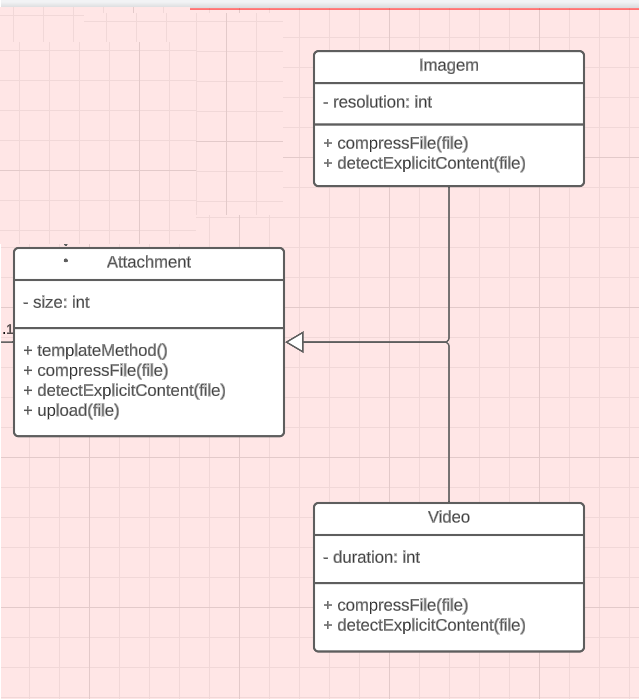 Imagem
- resolution: int
+ compressFile(file)
+ detectExplicitContent(file)
Attachment
- size: int
.1
+ templateMethod()
+ compressFile(file)
+ detectExplicitContent(file)
+ upload(file)
Video
- duration: int
+ compressFile(file)
+ detectExplicitContent(file)